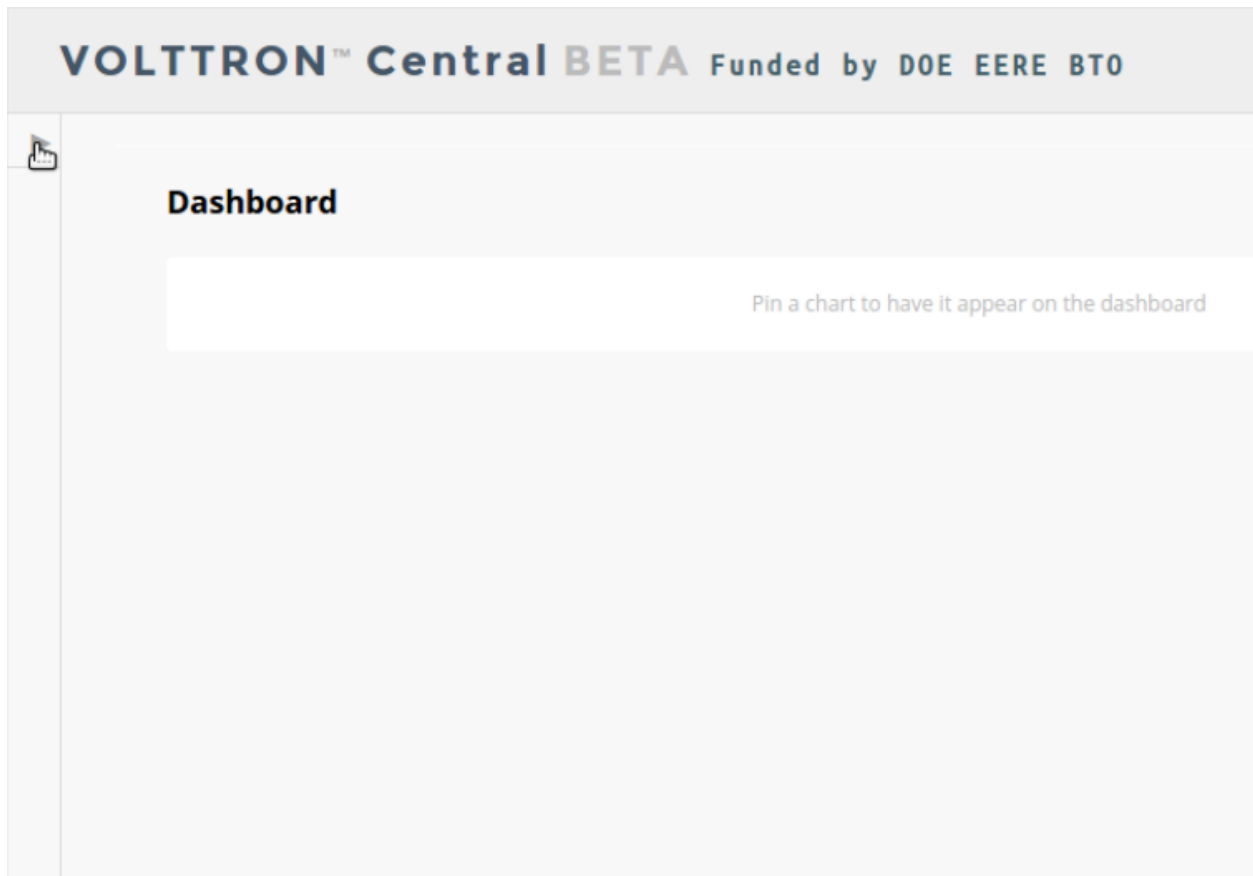 VOLTTRON™ Central BETA Funded by DOE EERE BTO
Dashboard
Pin a chart to have it appear on the dashboard